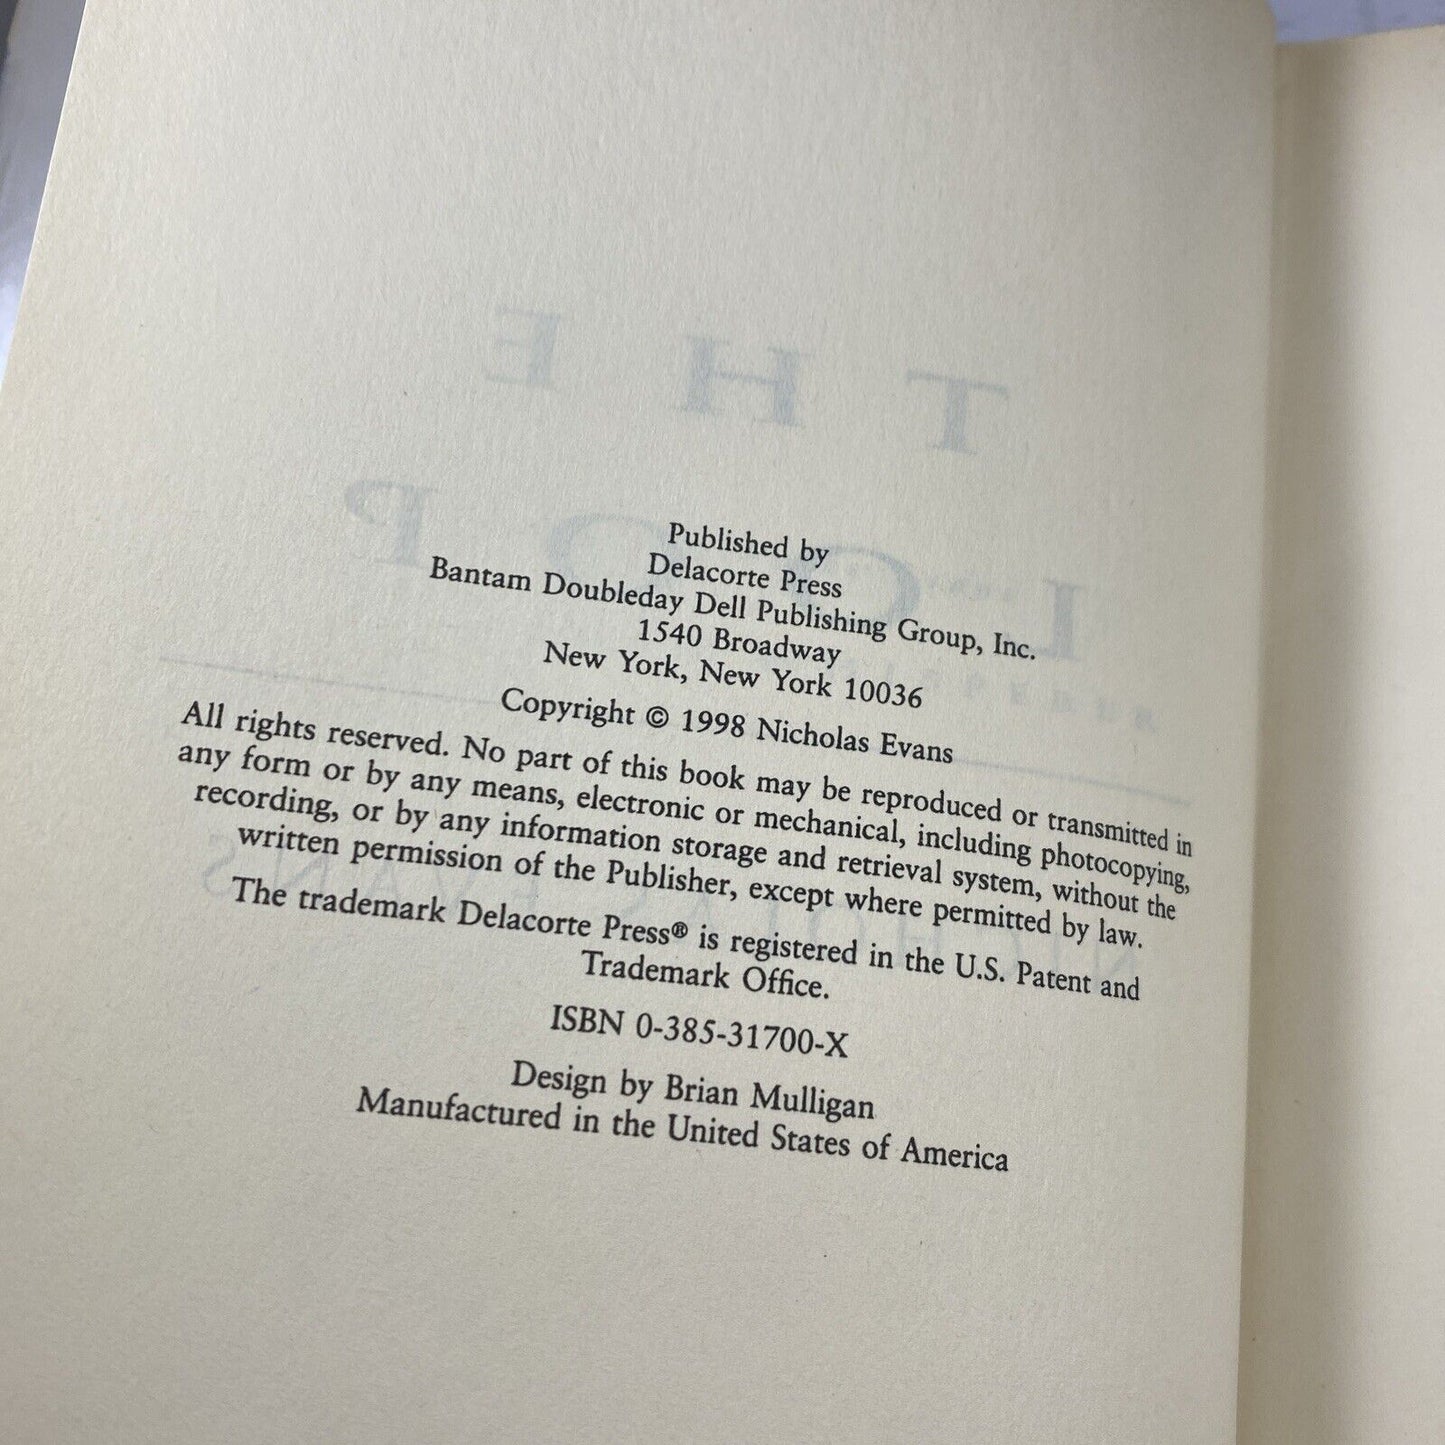 THE
LOOP
Published by
Delacorte Press
Bantam Doubleday Dell Publishing Group, Inc.
1540 Broadway
New York, New York 10036
Copyright © 1998 Nicholas Evans
All rights reserved. No part of this book may be reproduced or transmitted in
any form or by any means, electronic or mechanical, including photocopying,
recording, or by any information storage and retrieval system, without the
written permission of the Publisher, except where permitted by law.
The trademark Delacorte Press® is registered in the U.S. Patent and
Trademark Office.
ISBN 0-385-31700-X
Design by Brian Mulligan
Manufactured in the United States of America